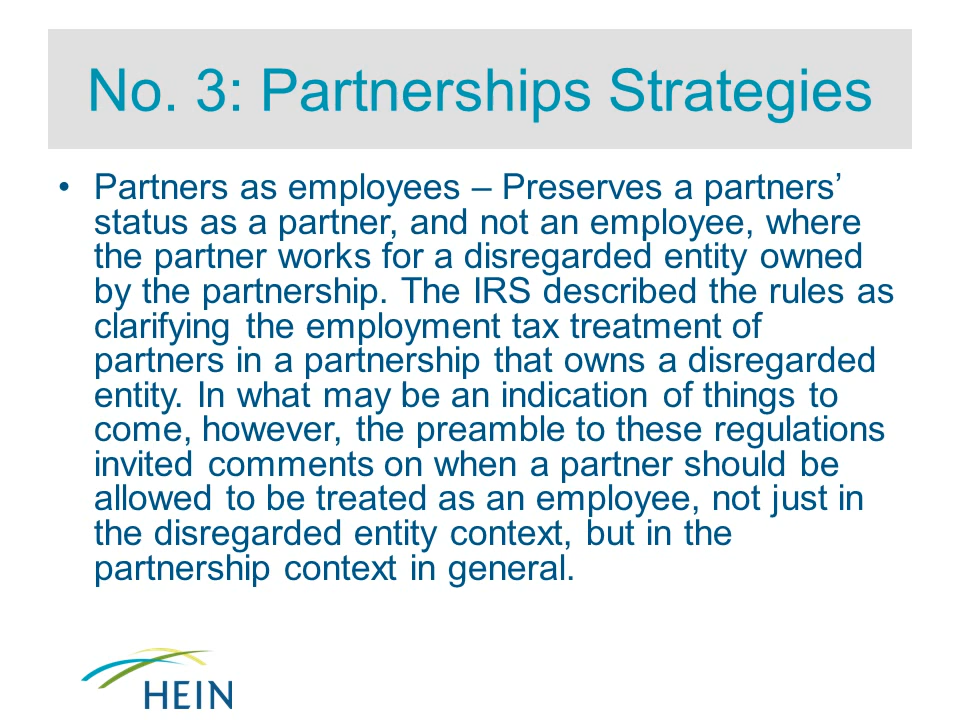 No. 3: Partnerships Strategies
• Partners as employees – Preserves a partners’
status as a partner, and not an employee, where
the partner works for a disregarded entity owned
by the partnership. The IRS described the rules as
clarifying the employment tax treatment of
partners in a partnership that owns a disregarded
entity. In what may be an indication of things to
come, however, the preamble to these regulations
invited comments on when a partner should be
allowed to be treated as an employee, not just in
the disregarded entity context, but in the
partnership context in general.
HEIN